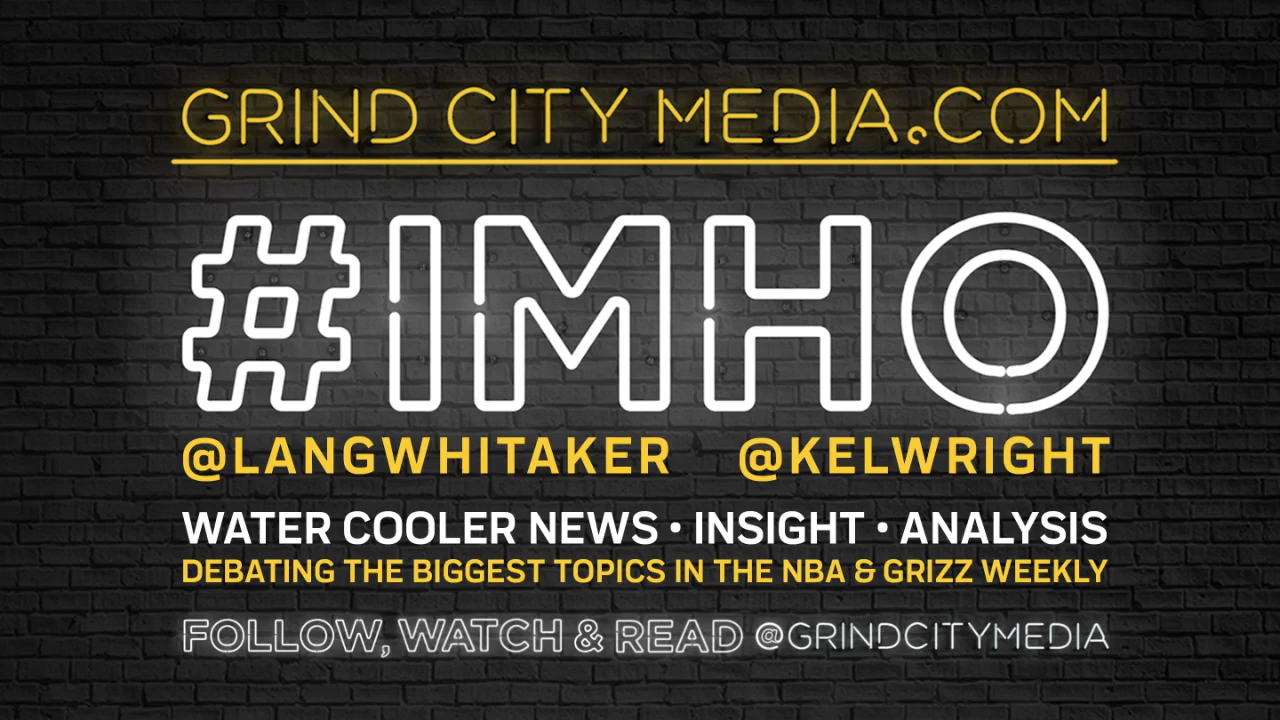 GRIND CITY MEDIA.COM
#IMHO
@LANGWHITAKER @KELWRIGHT
WATER COOLER NEWS • INSIGHT • ANALYSIS
DEBATING THE BIGGEST TOPICS IN THE NBA & GRIZZ WEEKLY
FOLLOW, WATCH & READ @GRINDCITYMEDIA